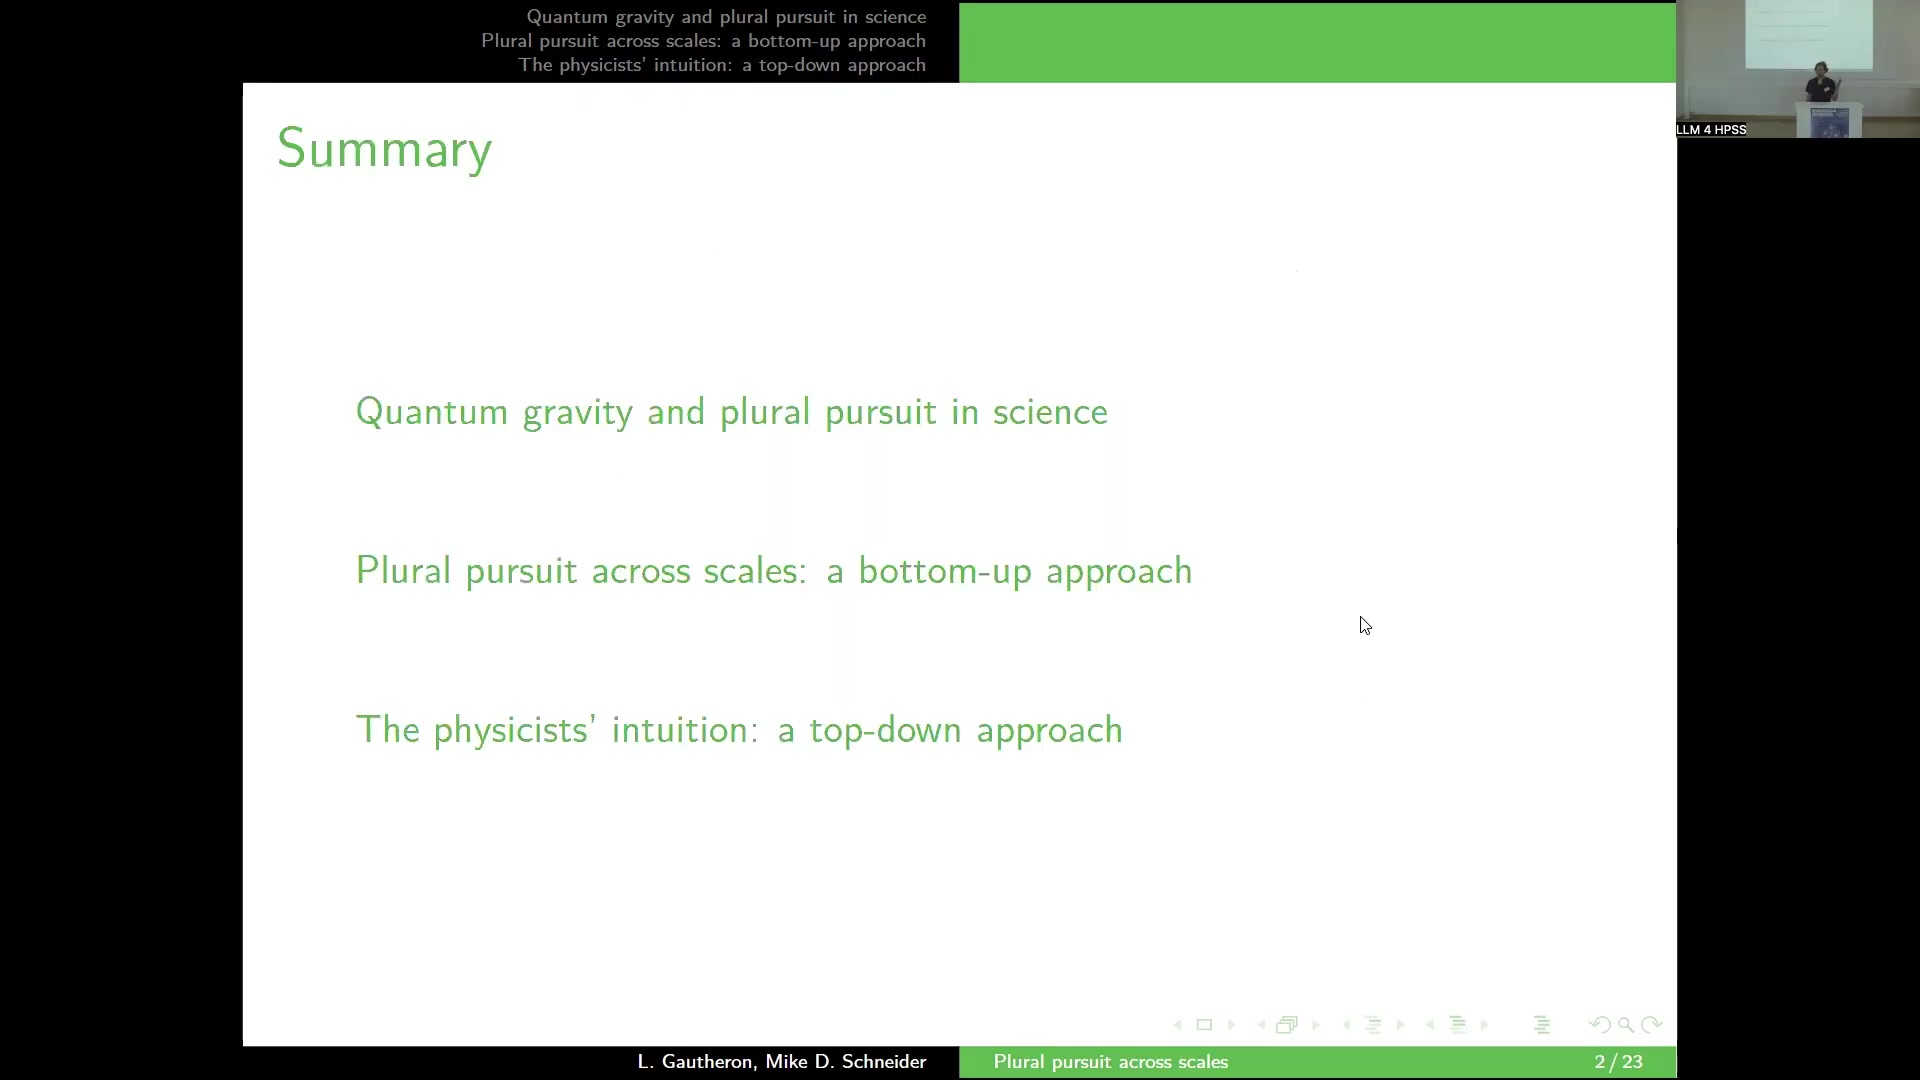 Quantum gravity and plural pursuit in science
Plural pursuit across scales: a bottom-up approach
The physicists' intuition: a top-down approach
LLM 4 HPSS
Summary
Quantum gravity and plural pursuit in science
Plural pursuit across scales: a bottom-up approach
The physicists' intuition: a top-down approach
L. Gautheron, Mike D. Schneider
Plural pursuit across scales
2 / 23